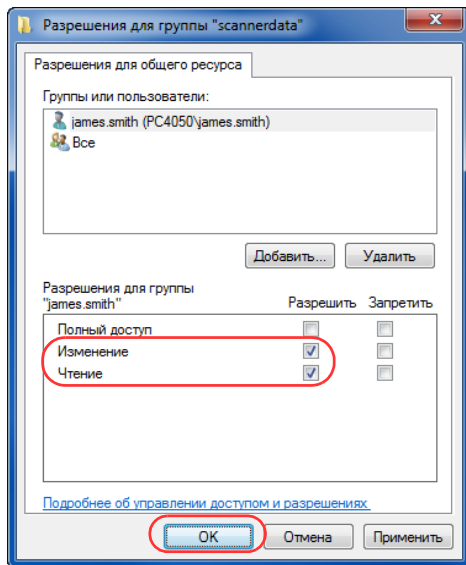 Разрешения для группы "scannerdata"
Разрешения для общего ресурса
Группы или пользователи:
james.smith (PC4050\james.smith)
Все
Добавить... Удалить
Разрешения для группы
"james.smith" Разрешить Запретить
Полный доступ
Изменение
Чтение
Подробнее об управлении доступом и разрешениях
OK Отмена Применить